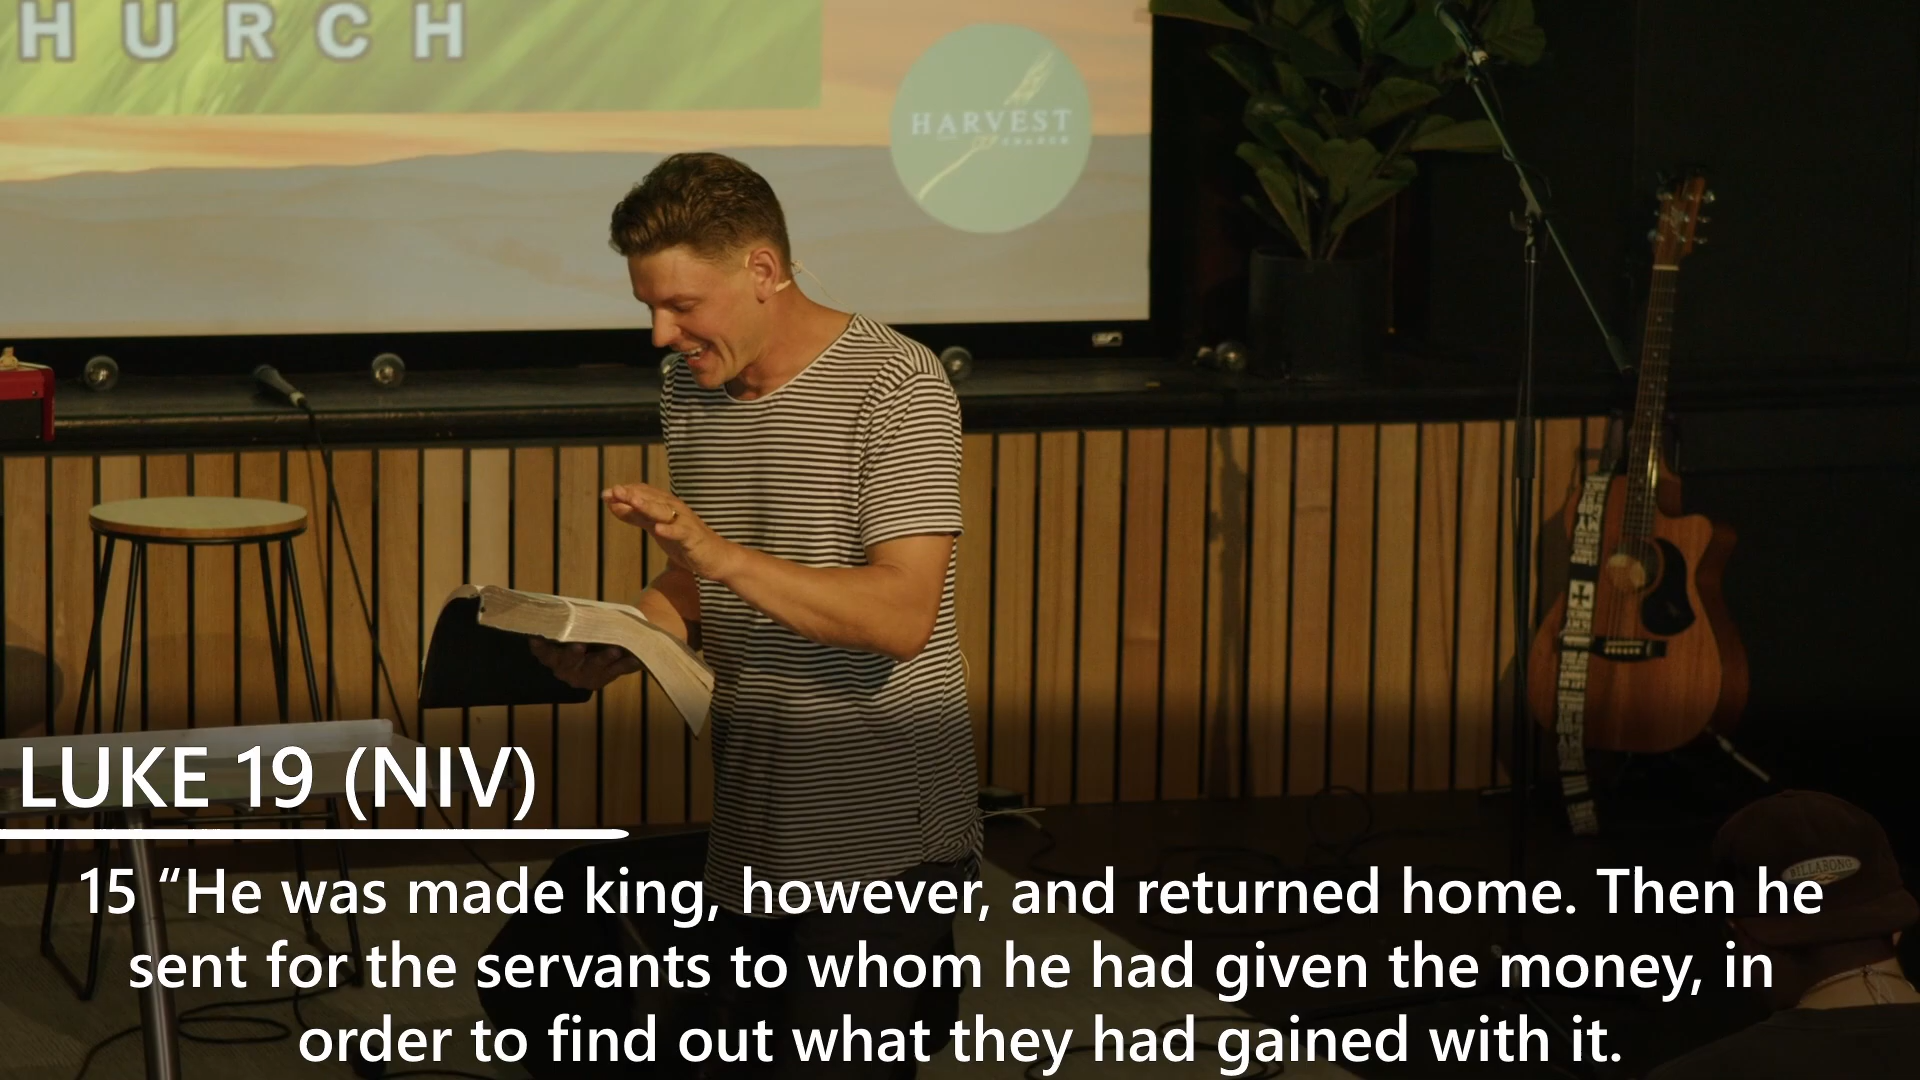 HURCH
HARVEST
CHURCH
BILLABONG
LUKE 19 (NIV)
15 “He was made king, however, and returned home. Then he
sent for the servants to whom he had given the money, in
order to find out what they had gained with it.